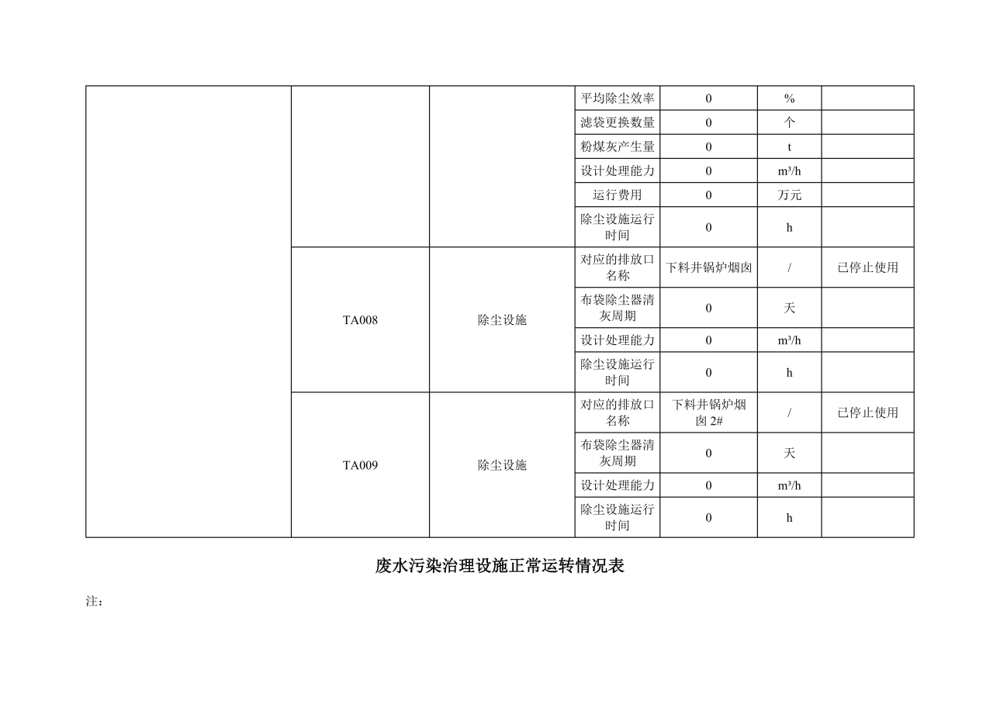 平均除尘效率 0 %
滤袋更换数量 0 个
粉煤灰产生量 0 t
设计处理能力 0 m³/h
运行费用 0 万元
除尘设施运行
时间 0 h
TA008 除尘设施 对应的排放口
名称 下料井锅炉烟囱 / 已停止使用
布袋除尘器清
灰周期 0 天
设计处理能力 0 m³/h
除尘设施运行
时间 0 h
TA009 除尘设施 对应的排放口
名称 下料井锅炉烟
囱 2# / 已停止使用
布袋除尘器清
灰周期 0 天
设计处理能力 0 m³/h
除尘设施运行
时间 0 h
废水污染治理设施正常运转情况表
注：